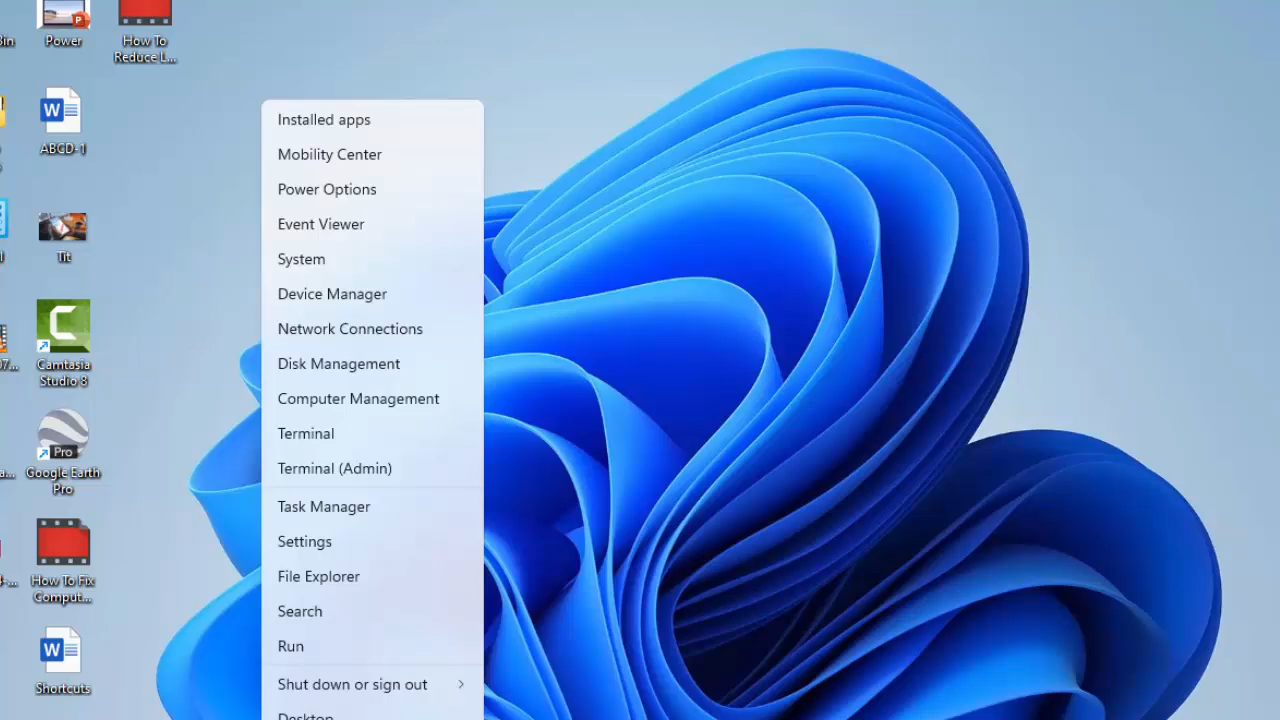 Bin
Power
How To
Reduce L...
ABCD-1
Tit
Camtasia
Studio 8
07...
Pro
Google Earth
Pro
How To Fix
Comput...
Shortcuts
Installed apps
Mobility Center
Power Options
Event Viewer
System
Device Manager
Network Connections
Disk Management
Computer Management
Terminal
Terminal (Admin)
Task Manager
Settings
File Explorer
Search
Run
Shut down or sign out
Desktop